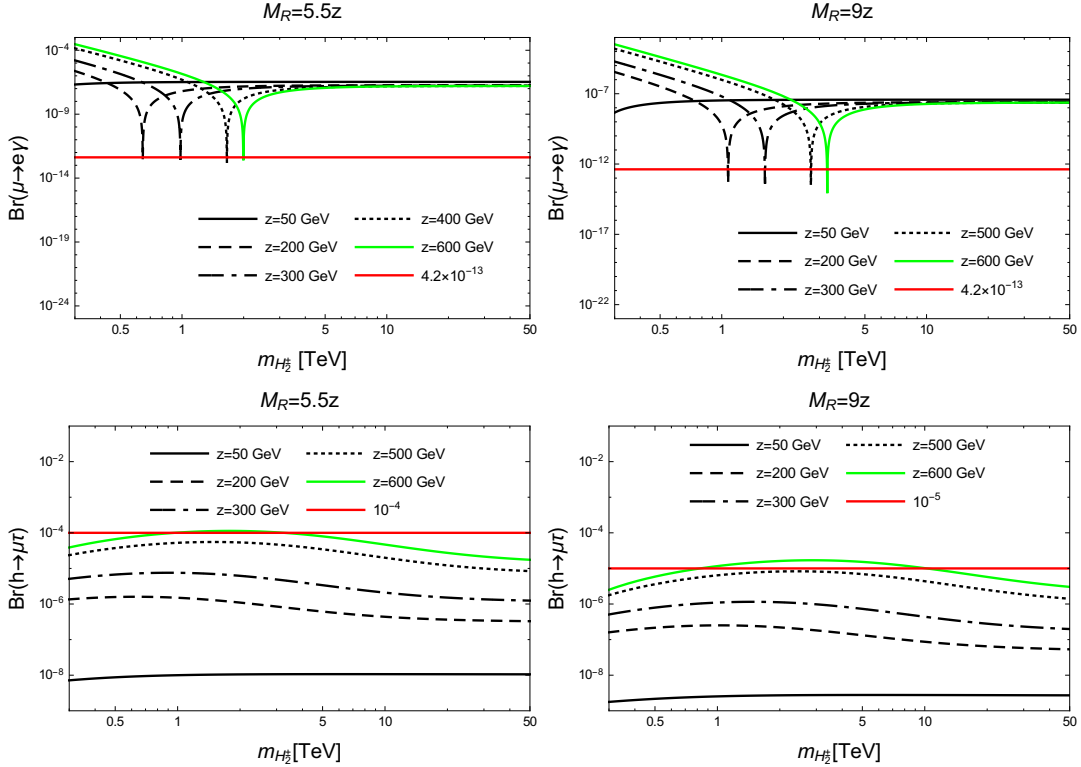 M_R=5.5z
Br(μ→eγ)
10⁻⁴
10⁻⁹
10⁻¹⁴
10⁻¹⁹
10⁻²⁴
z=50 GeV
z=400 GeV
z=200 GeV
z=600 GeV
z=300 GeV
4.2×10⁻¹³
0.5 1 5 10 50
m_{H₂^±} [TeV]
M_R=9z
Br(μ→eγ)
10⁻⁷
10⁻¹²
10⁻¹⁷
10⁻²²
z=50 GeV
z=500 GeV
z=200 GeV
z=600 GeV
z=300 GeV
4.2×10⁻¹³
0.5 1 5 10 50
m_{H₂^±} [TeV]
M_R=5.5z
Br(h→μτ)
10⁻²
10⁻⁴
10⁻⁶
10⁻⁸
z=50 GeV
z=500 GeV
z=200 GeV
z=600 GeV
z=300 GeV
10⁻⁴
0.5 1 5 10 50
m_{H₂^±}[TeV]
M_R=9z
Br(h→μτ)
10⁻²
10⁻⁴
10⁻⁶
10⁻⁸
z=50 GeV
z=500 GeV
z=200 GeV
z=600 GeV
z=300 GeV
10⁻⁵
0.5 1 5 10 50
m_{H₂^±}[TeV]